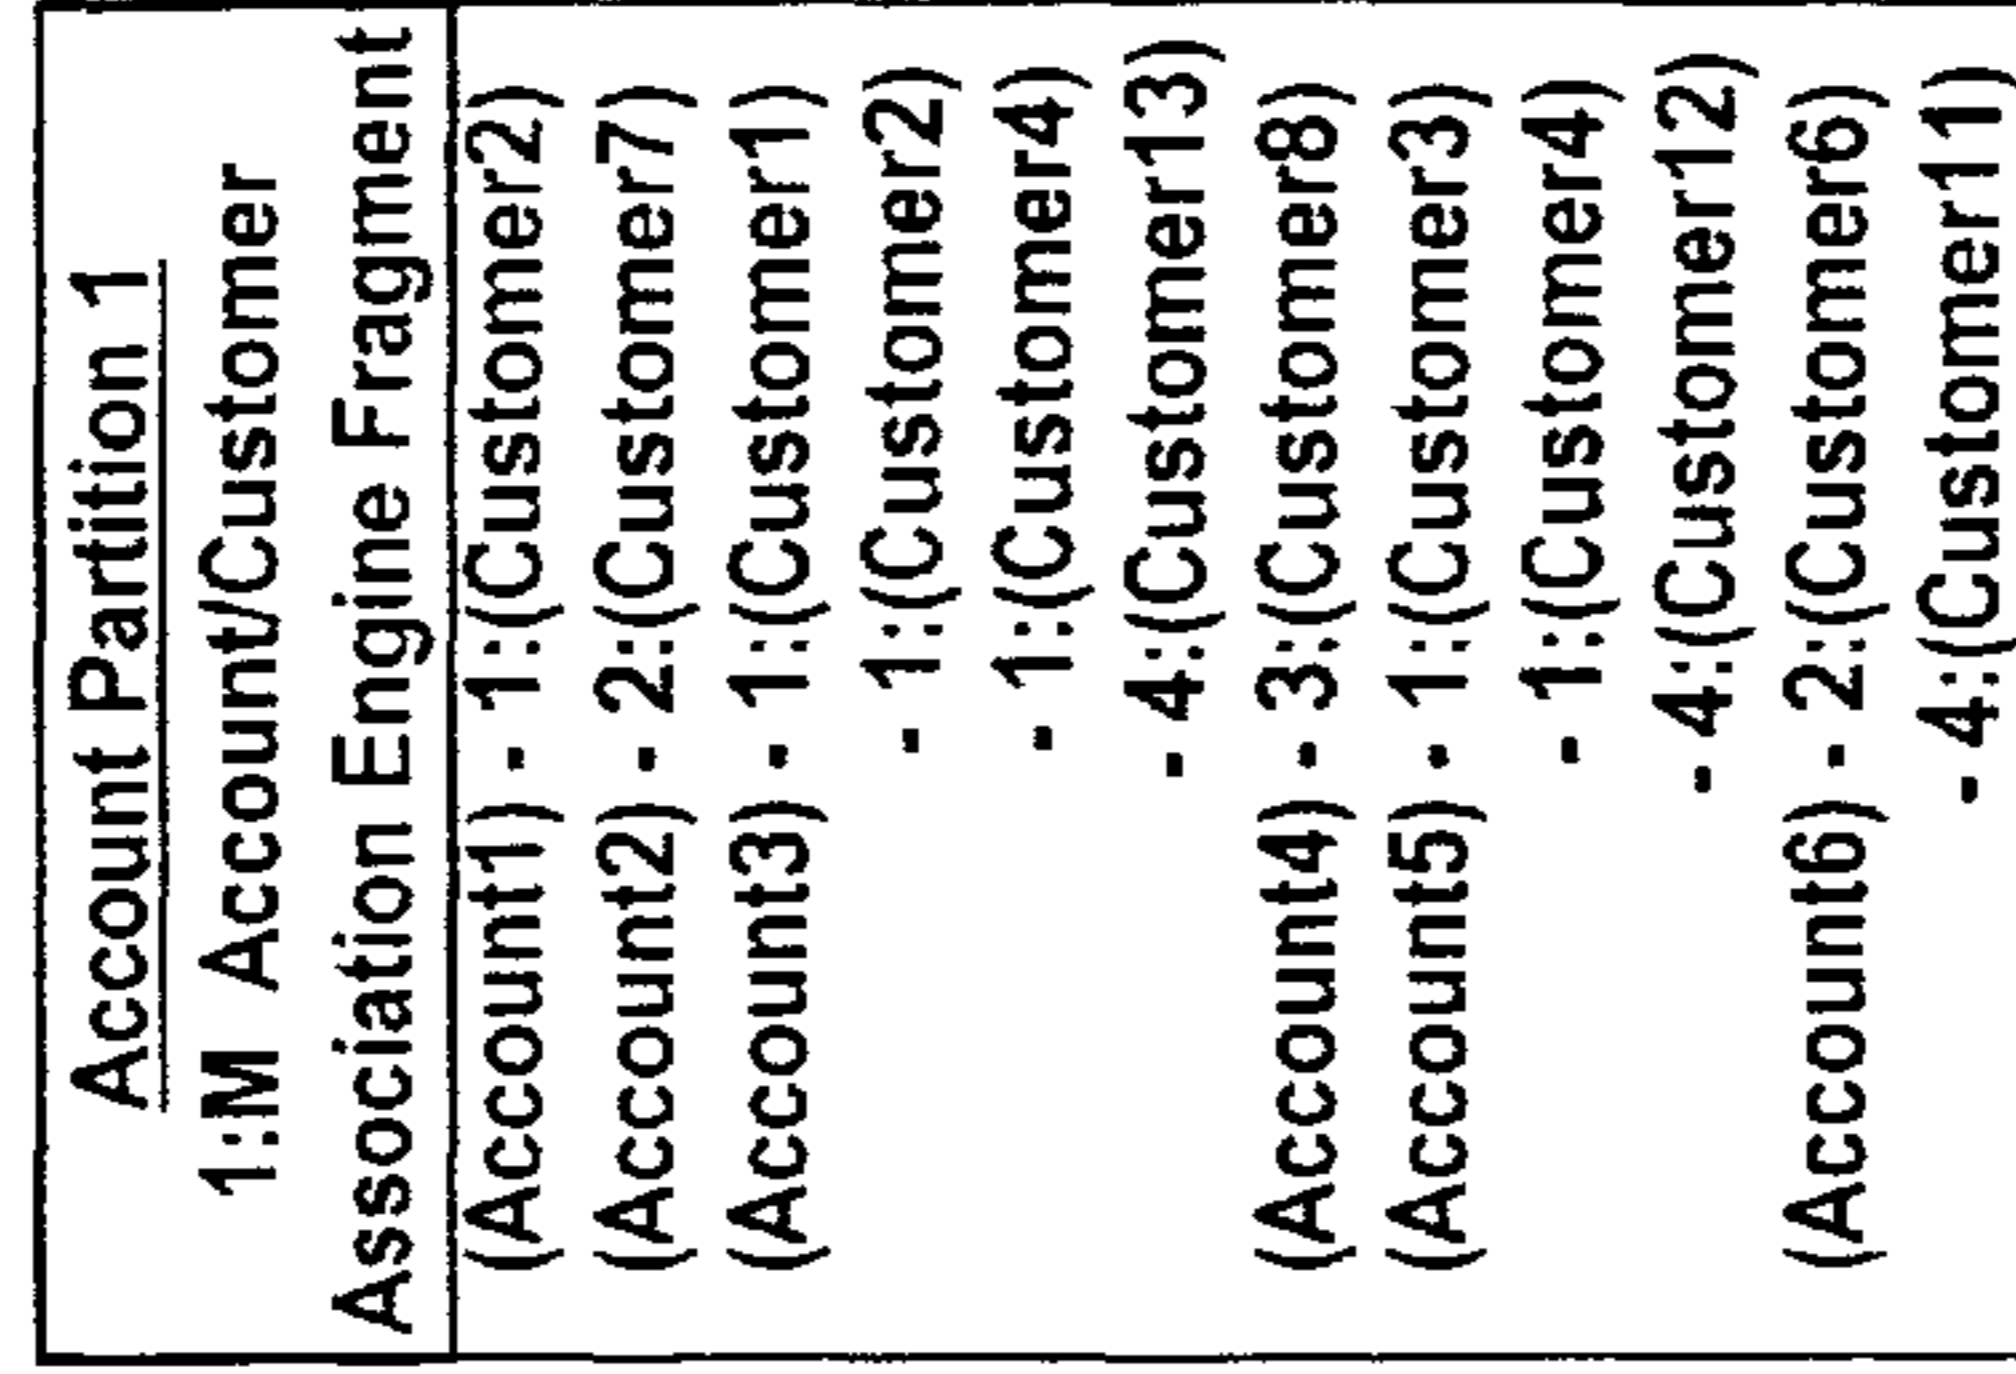 Account Partition 1
1:M Account/Customer
Association Engine Fragment
(Account1) - 1:(Customer2)
(Account2) - 2:(Customer7)
(Account3) - 1:(Customer1)
- 1:(Customer2)
- 1:(Customer4)
- 4:(Customer13)
(Account4) - 3:(Customer8)
(Account5) - 1:(Customer3)
- 1:(Customer4)
- 4:(Customer12)
(Account6) - 2:(Customer6)
- 4:(Customer11)